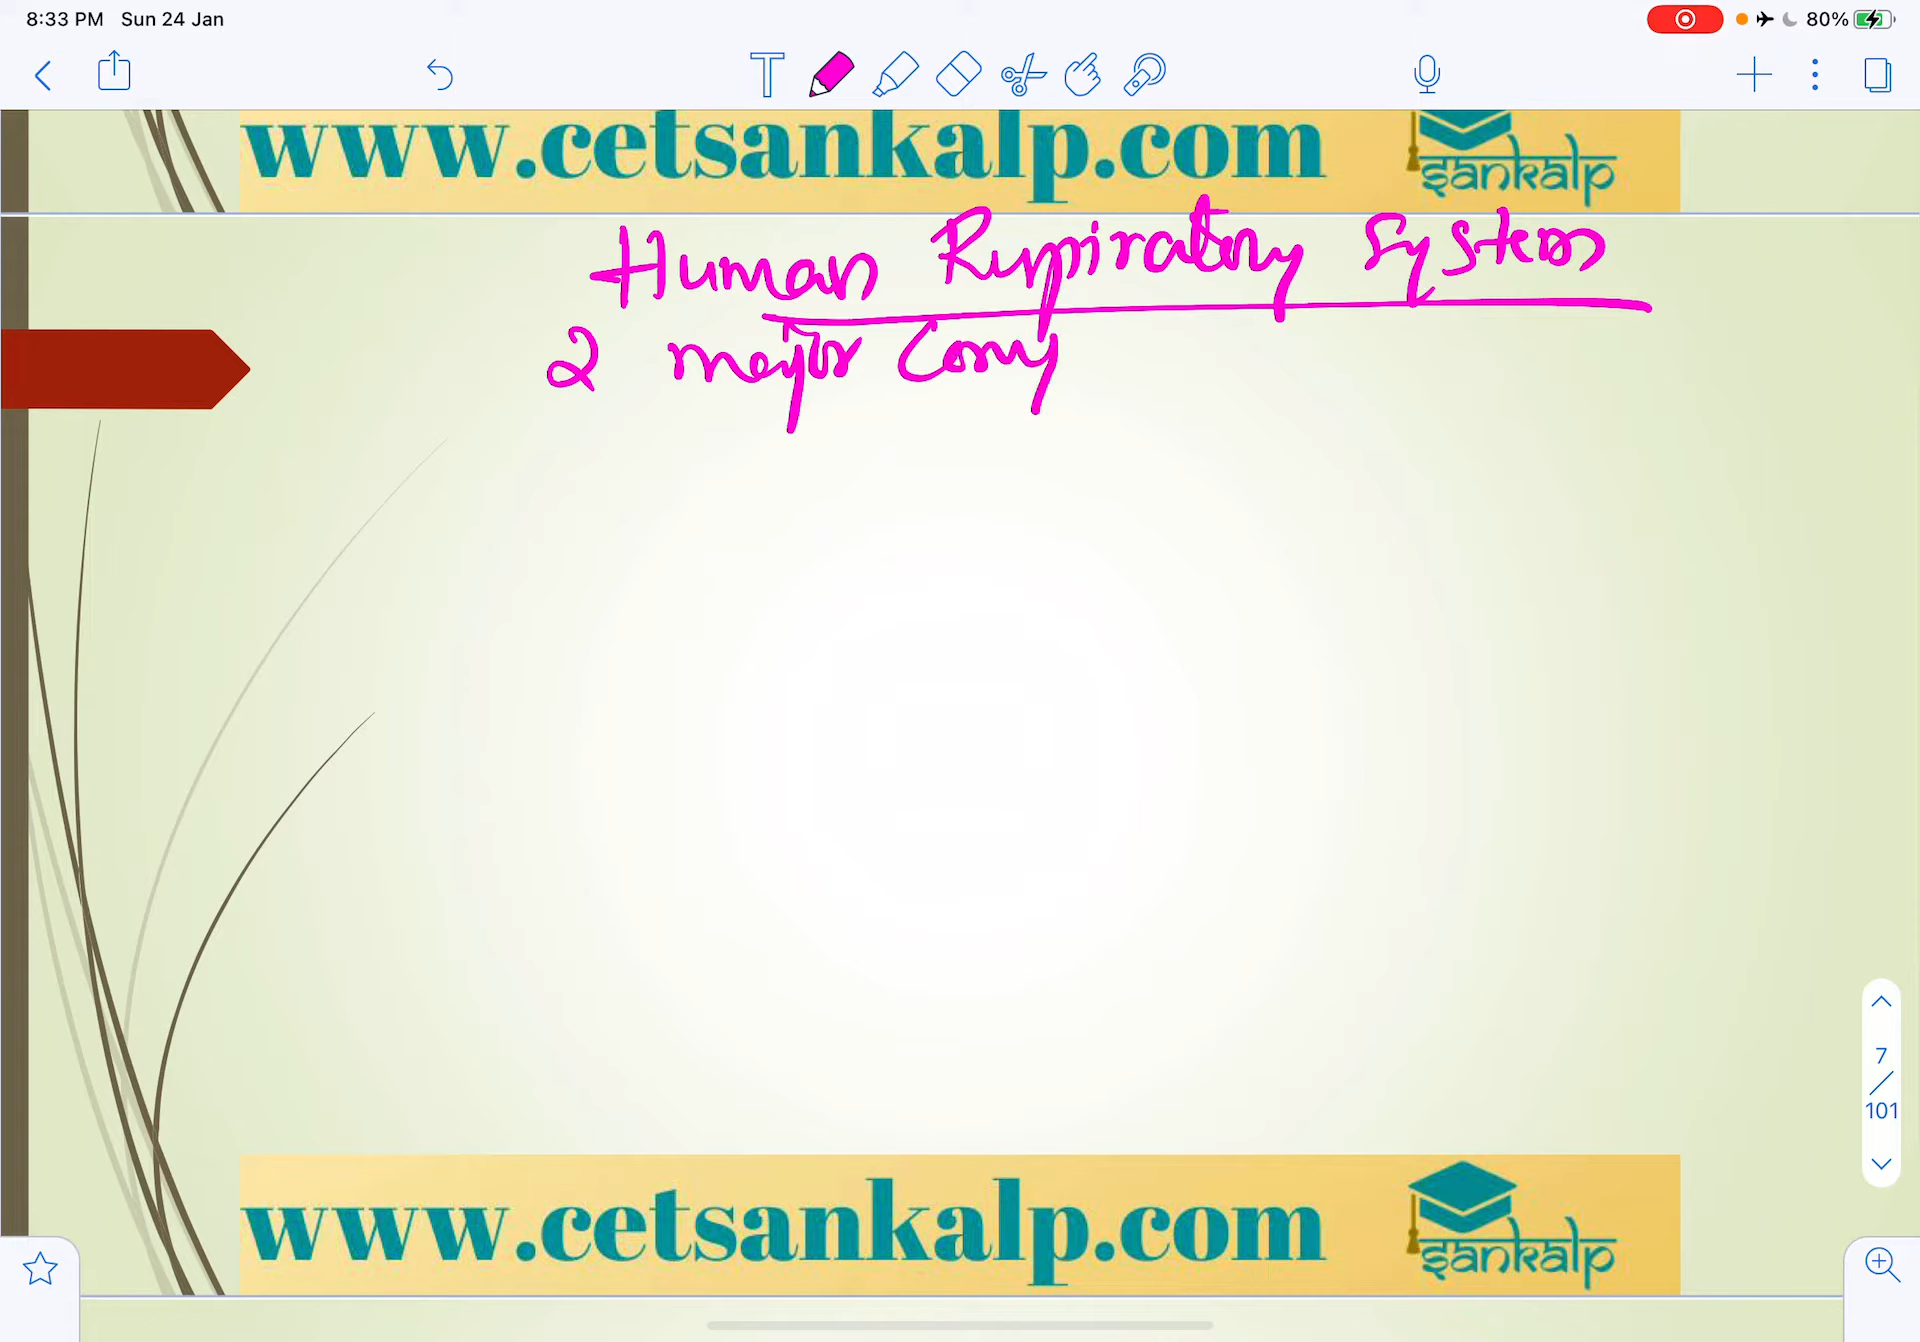 8:33 PM Sun 24 Jan
80%
www.cetsankalp.com
sankalp
Human Respiratory System
2 major Comp
7
101
www.cetsankalp.com
sankalp